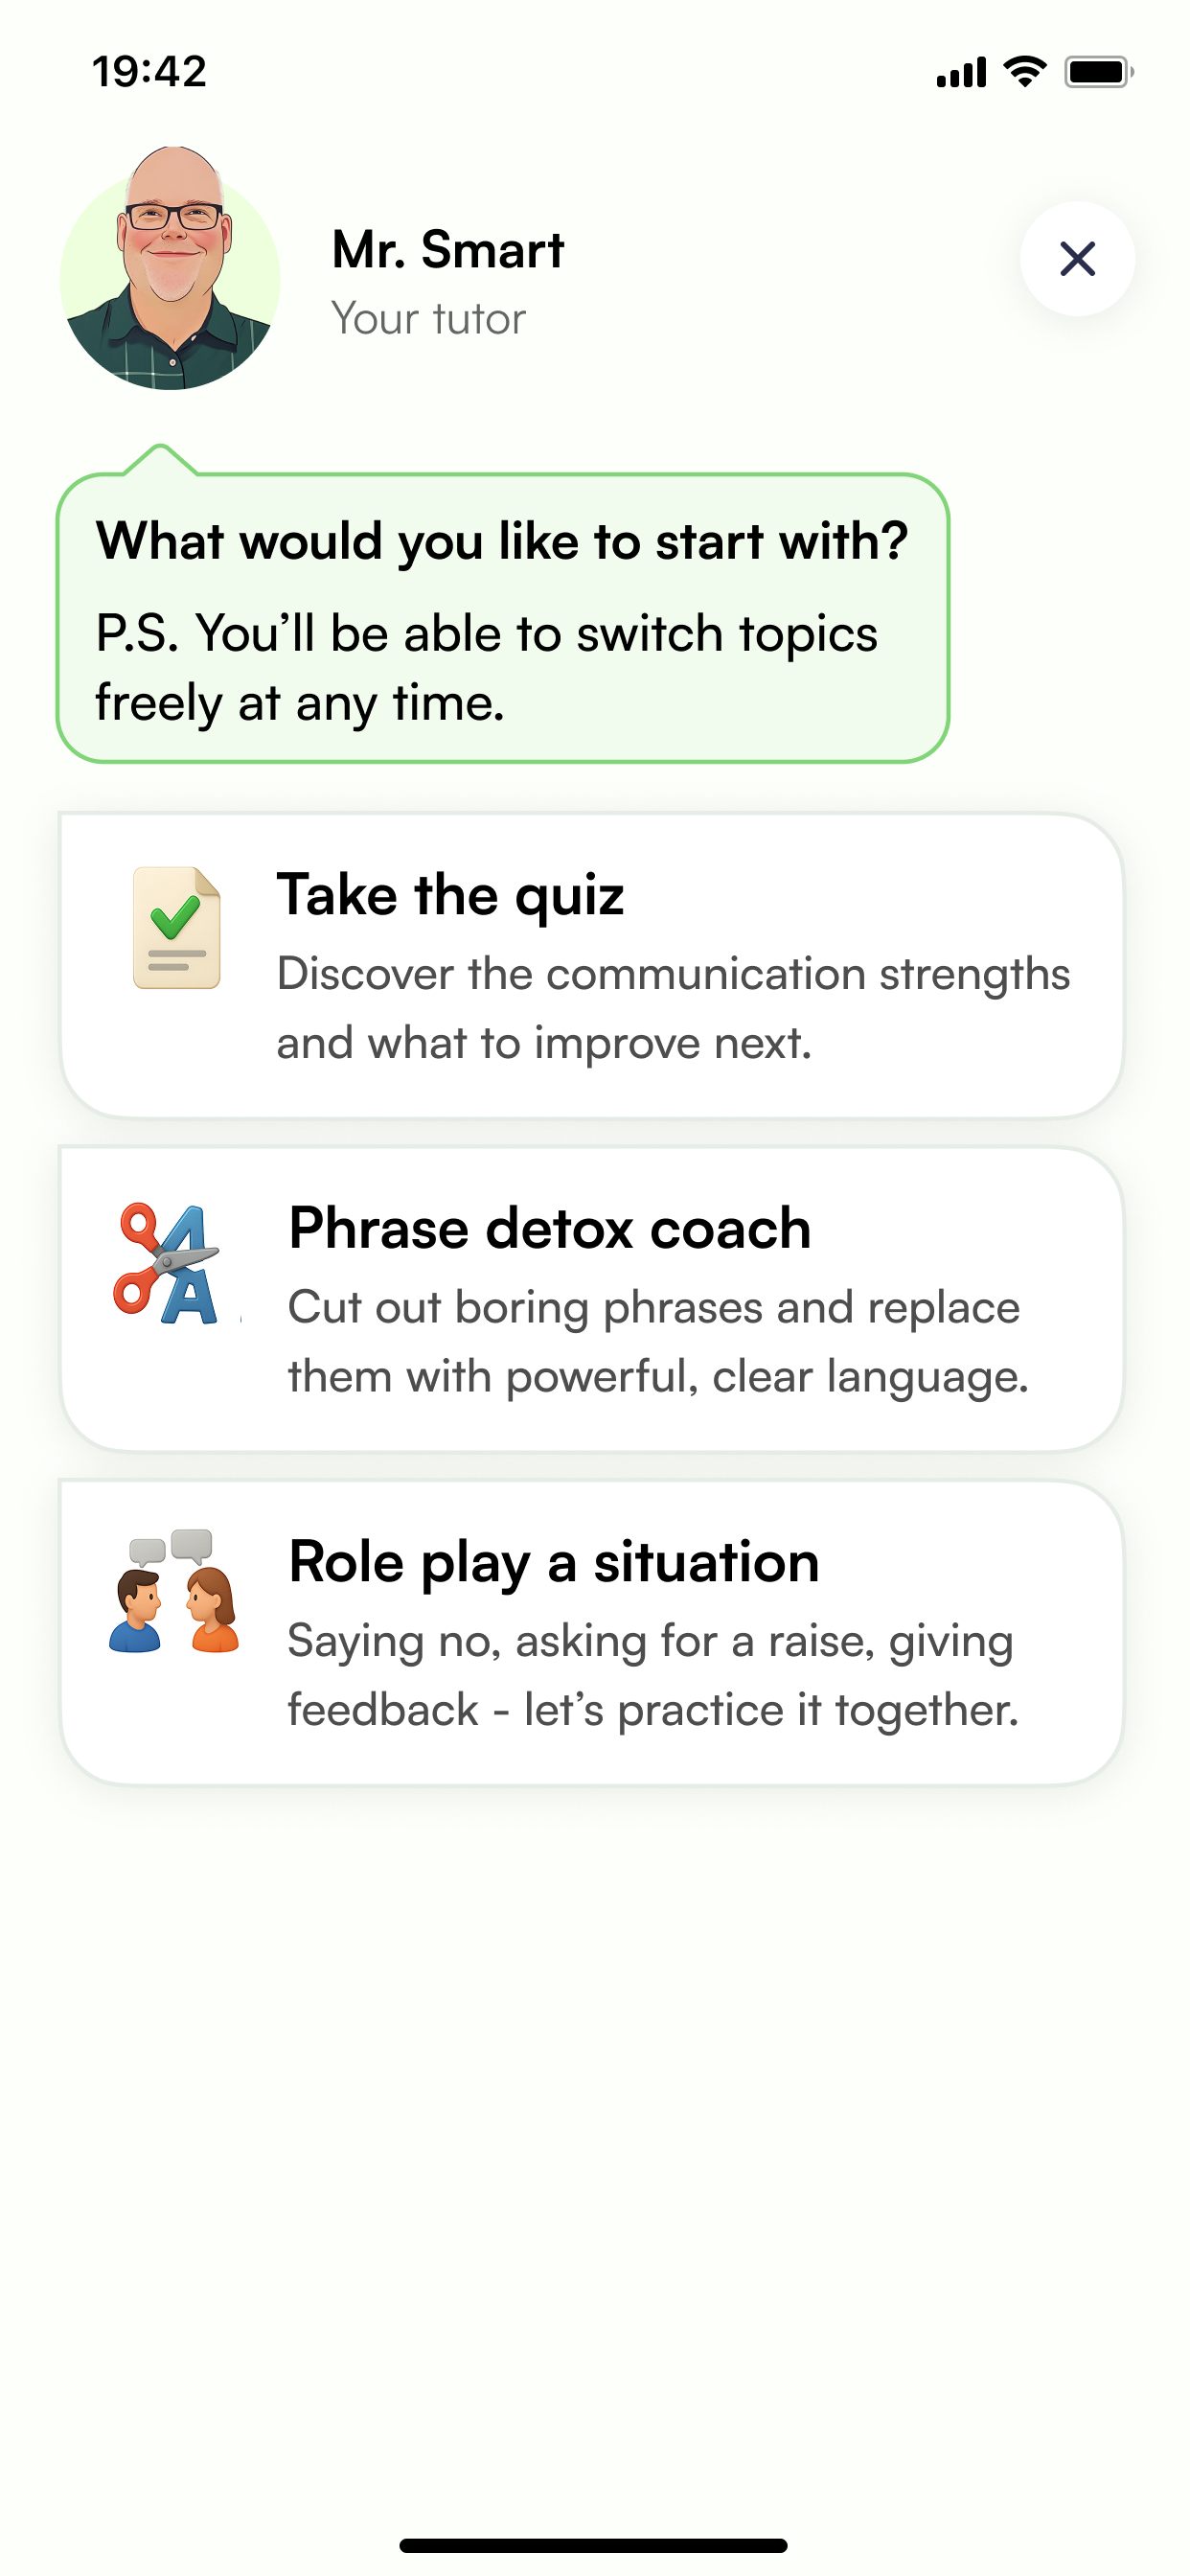 19:42
Mr. Smart
Your tutor
What would you like to start with?
P.S. You’ll be able to switch topics
freely at any time.
Take the quiz
Discover the communication strengths
and what to improve next.
Phrase detox coach
Cut out boring phrases and replace
them with powerful, clear language.
Role play a situation
Saying no, asking for a raise, giving
feedback - let’s practice it together.